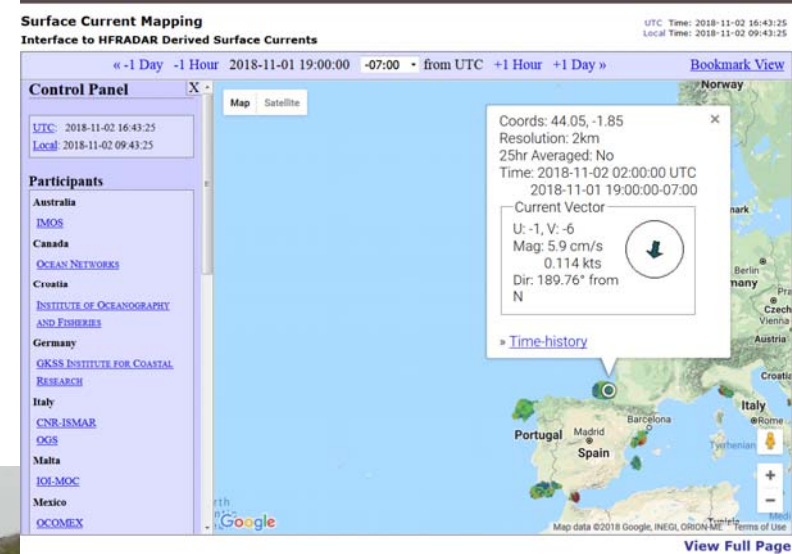 Surface Current Mapping
Interface to HFRADAR Derived Surface Currents
UTC Time: 2018-11-02 16:43:25
Local Time: 2018-11-02 09:43:25
« -1 Day -1 Hour 2018-11-01 19:00:00 -07:00 from UTC +1 Hour +1 Day » Bookmark View
Control Panel X
UTC: 2018-11-02 16:43:25
Local: 2018-11-02 09:43:25
Participants
Australia
IMOS
Canada
OCEAN NETWORKS
Croatia
INSTITUTE OF OCEANOGRAPHY
AND FISHERIES
Germany
GKSS INSTITUTE FOR COASTAL
RESEARCH
Italy
CNR-ISMAR
OGS
Malta
IOI-MOC
Mexico
OCOMEX
Map Satellite
Coords: 44.05, -1.85
Resolution: 2km
25hr Averaged: No
Time: 2018-11-02 02:00:00 UTC
2018-11-01 19:00:00-07:00
Current Vector
U: -1, V: -6
Mag: 5.9 cm/s
0.114 kts
Dir: 189.76° from
N
» Time-history
Norway
nmark
Berlin
many
Pra
Czech
Vienna
Austria
Croatia
Italy
Rome
Barcelona
Portugal
Madrid
Spain
Tyrrhenian
rth
Google
Map data ©2018 Google, INEGI, ORION-ME Terms of Use
View Full Page